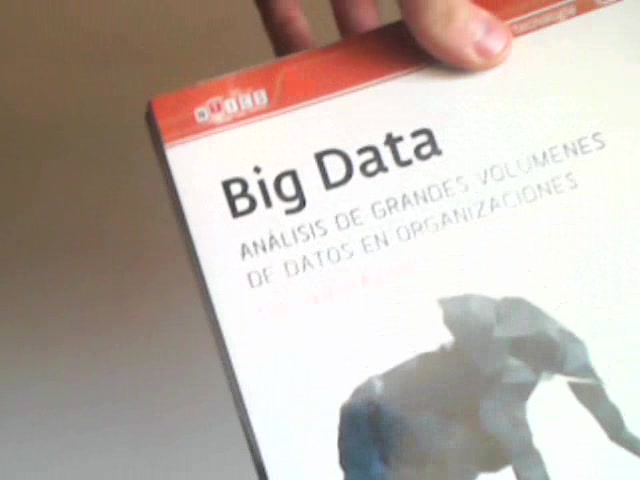 Big Data
ANÁLISIS DE GRANDES VOLÚMENES
DE DATOS EN ORGANIZACIONES